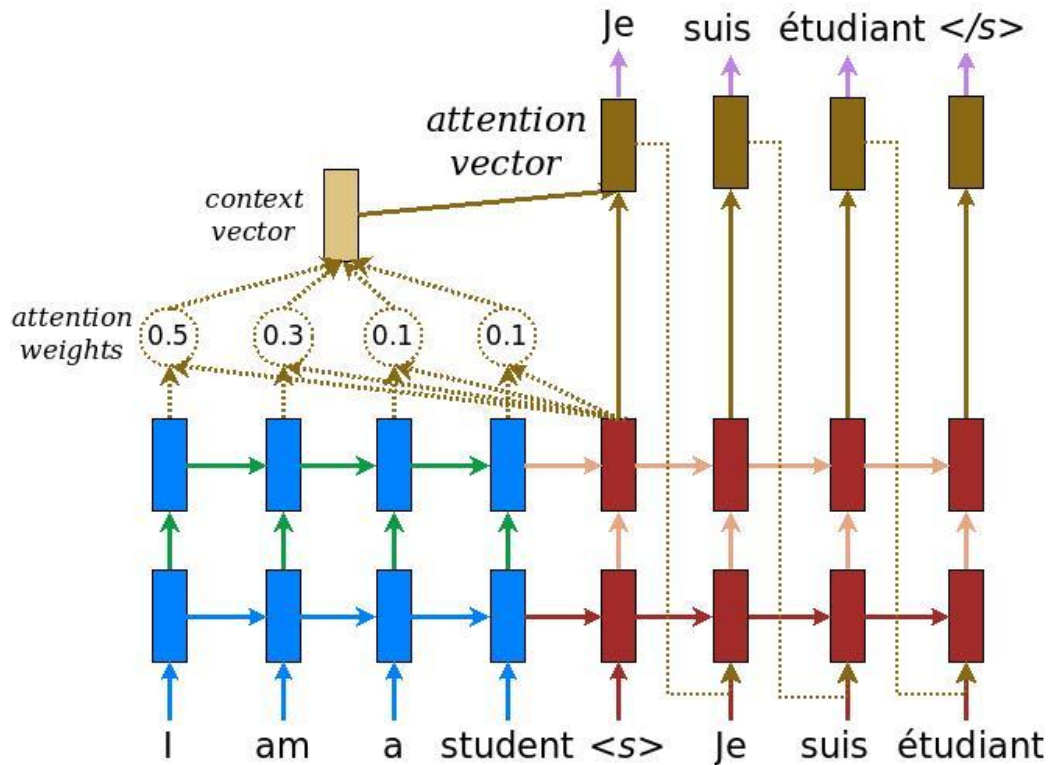 Je suis étudiant </s>
attention
vector
context
vector
attention
weights
0.5 0.3 0.1 0.1
I am a student <s> Je suis étudiant